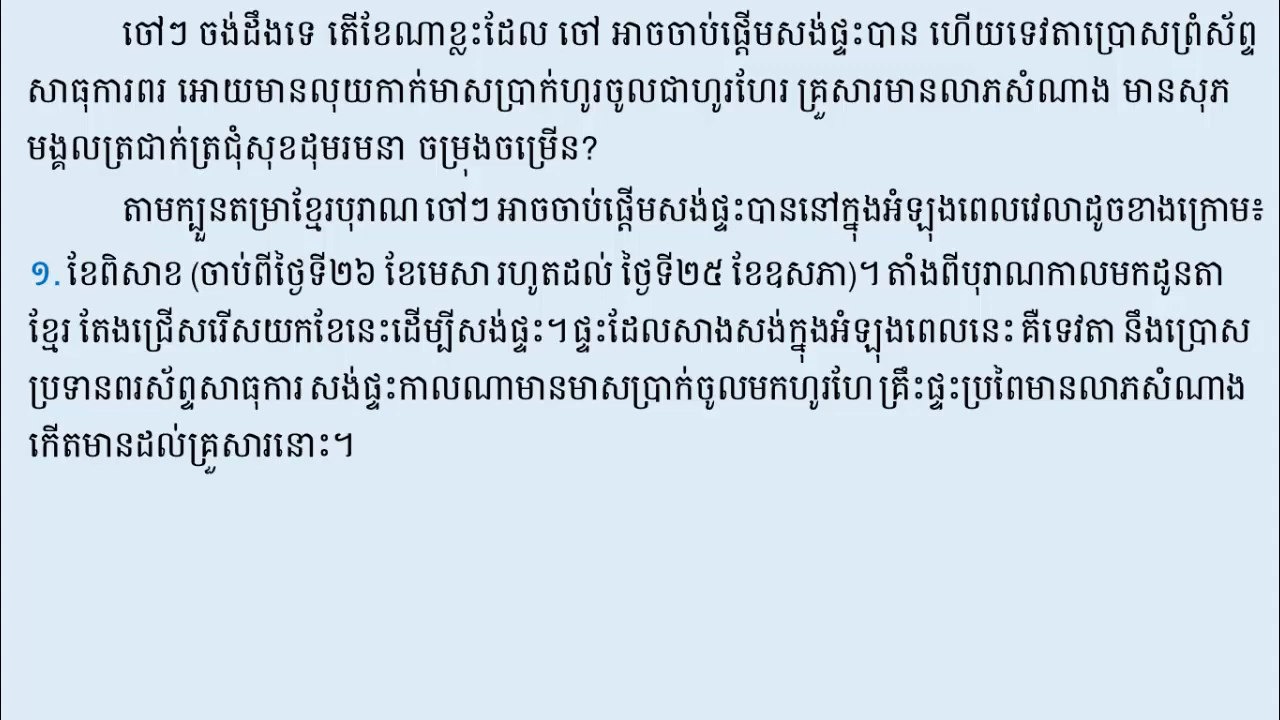 ចៅៗ ចង់ដឹងទេ តើខែណាខ្លះដែល ចៅ អាចចាប់ផ្តើមសង់ផ្ទះបាន ហើយទេវតាប្រោសព្រំស័ព្ទ
សាធុការពរ អោយមានលុយកាក់មាសប្រាក់ហូរចូលជាហូរហែរ គ្រួសារមានលាភសំណាង មានសុភ
មង្គលត្រជាក់ត្រជុំសុខដុមរមនា ចម្រុងចម្រើន?
តាមក្បួនតម្រាខ្មែរបុរាណ ចៅៗ អាចចាប់ផ្តើមសង់ផ្ទះបាននៅក្នុងអំឡុងពេលវេលាដូចខាងក្រោម៖
១. ខែពិសាខ (ចាប់ពីថ្ងៃទី២៦ ខែមេសា រហូតដល់ ថ្ងៃទី២៥ ខែឧសភា)។ តាំងពីបុរាណកាលមកដូនតា
ខ្មែរ តែងជ្រើសរើសយកខែនេះដើម្បីសង់ផ្ទះ។ ផ្ទះដែលសាងសង់ក្នុងអំឡុងពេលនេះ គឺទេវតា នឹងប្រោស
ប្រទានពរស័ព្ទសាធុការ សង់ផ្ទះកាលណាមានមាសប្រាក់ចូលមកហូរហែ គ្រឹះផ្ទះប្រពៃមានលាភសំណាង
កើតមានដល់គ្រួសារនោះ។